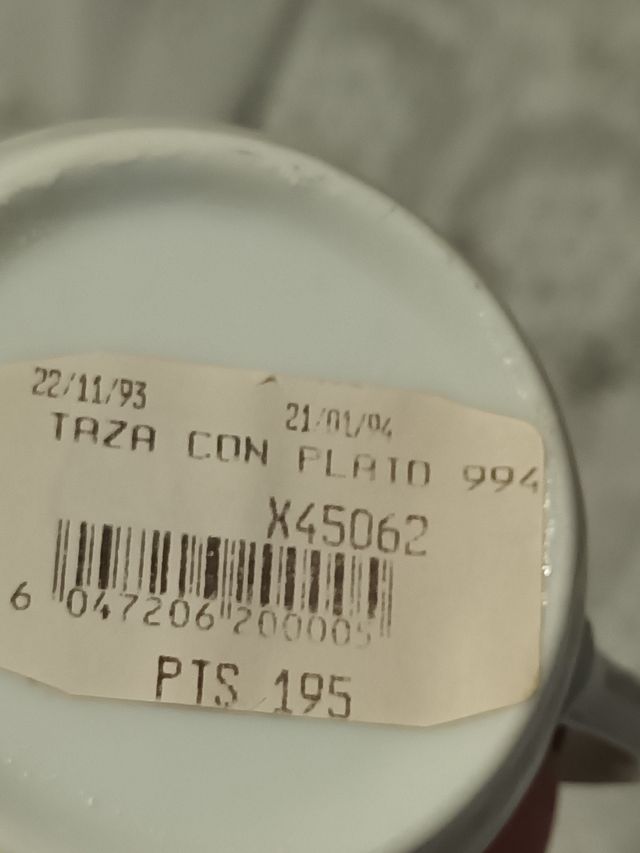 22/11/93 21/01/94
TAZA CON PLATO 994
X45062
6 047206 200005
PTS 195